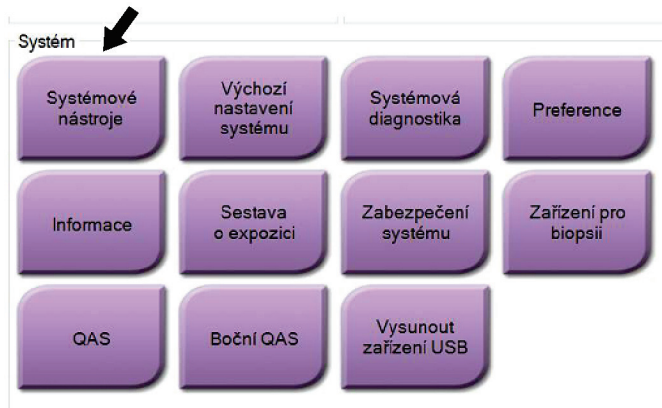 Systém
Systémové
nástroje
Výchozí
nastavení
systému
Systémová
diagnostika
Preference
Informace
Sestava
o expozici
Zabezpečení
systému
Zařízení pro
biopsii
QAS
Boční QAS
Vysunout
zařízení USB